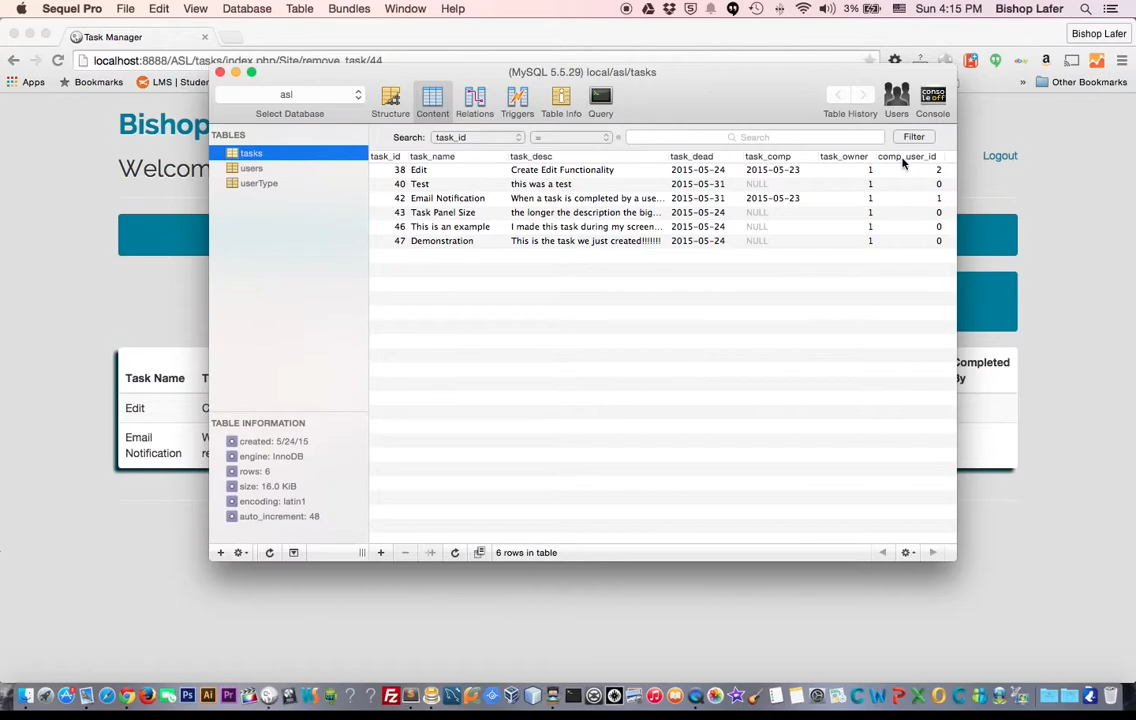 Sequel Pro File Edit View Database Table Bundles Window Help 3% Sun 4:15 PM Bishop Lafer
Task Manager Bishop Lafer
localhost:8888/ASL/tasks/index.php/Site/remove_task/44
Apps Bookmarks LMS | Studen » Other Bookmarks
(MySQL 5.5.29) local/asl/tasks
asl
Select Database Structure Content Relations Triggers Table Info Query Table History Users Console
conso
le off
TABLES
Search: task_id = Search Filter
tasks
users
userType
task_id task_name task_desc task_dead task_comp task_owner comp_user_id
38 Edit Create Edit Functionality 2015-05-24 2015-05-23 1 2
40 Test this was a test 2015-05-31 NULL 1 0
42 Email Notification When a task is completed by a use... 2015-05-31 2015-05-23 1 1
43 Task Panel Size the longer the description the big... 2015-05-24 NULL 1 0
46 This is an example I made this task during my screen... 2015-05-24 NULL 1 0
47 Demonstration This is the task we just created!!!!!!! 2015-05-24 NULL 1 0
Bishop
Welcom
Logout
Task Name T Completed
By
Edit C
Email W
Notification re
TABLE INFORMATION
created: 5/24/15
engine: InnoDB
rows: 6
size: 16.0 KiB
encoding: latin1
auto_increment: 48
6 rows in table